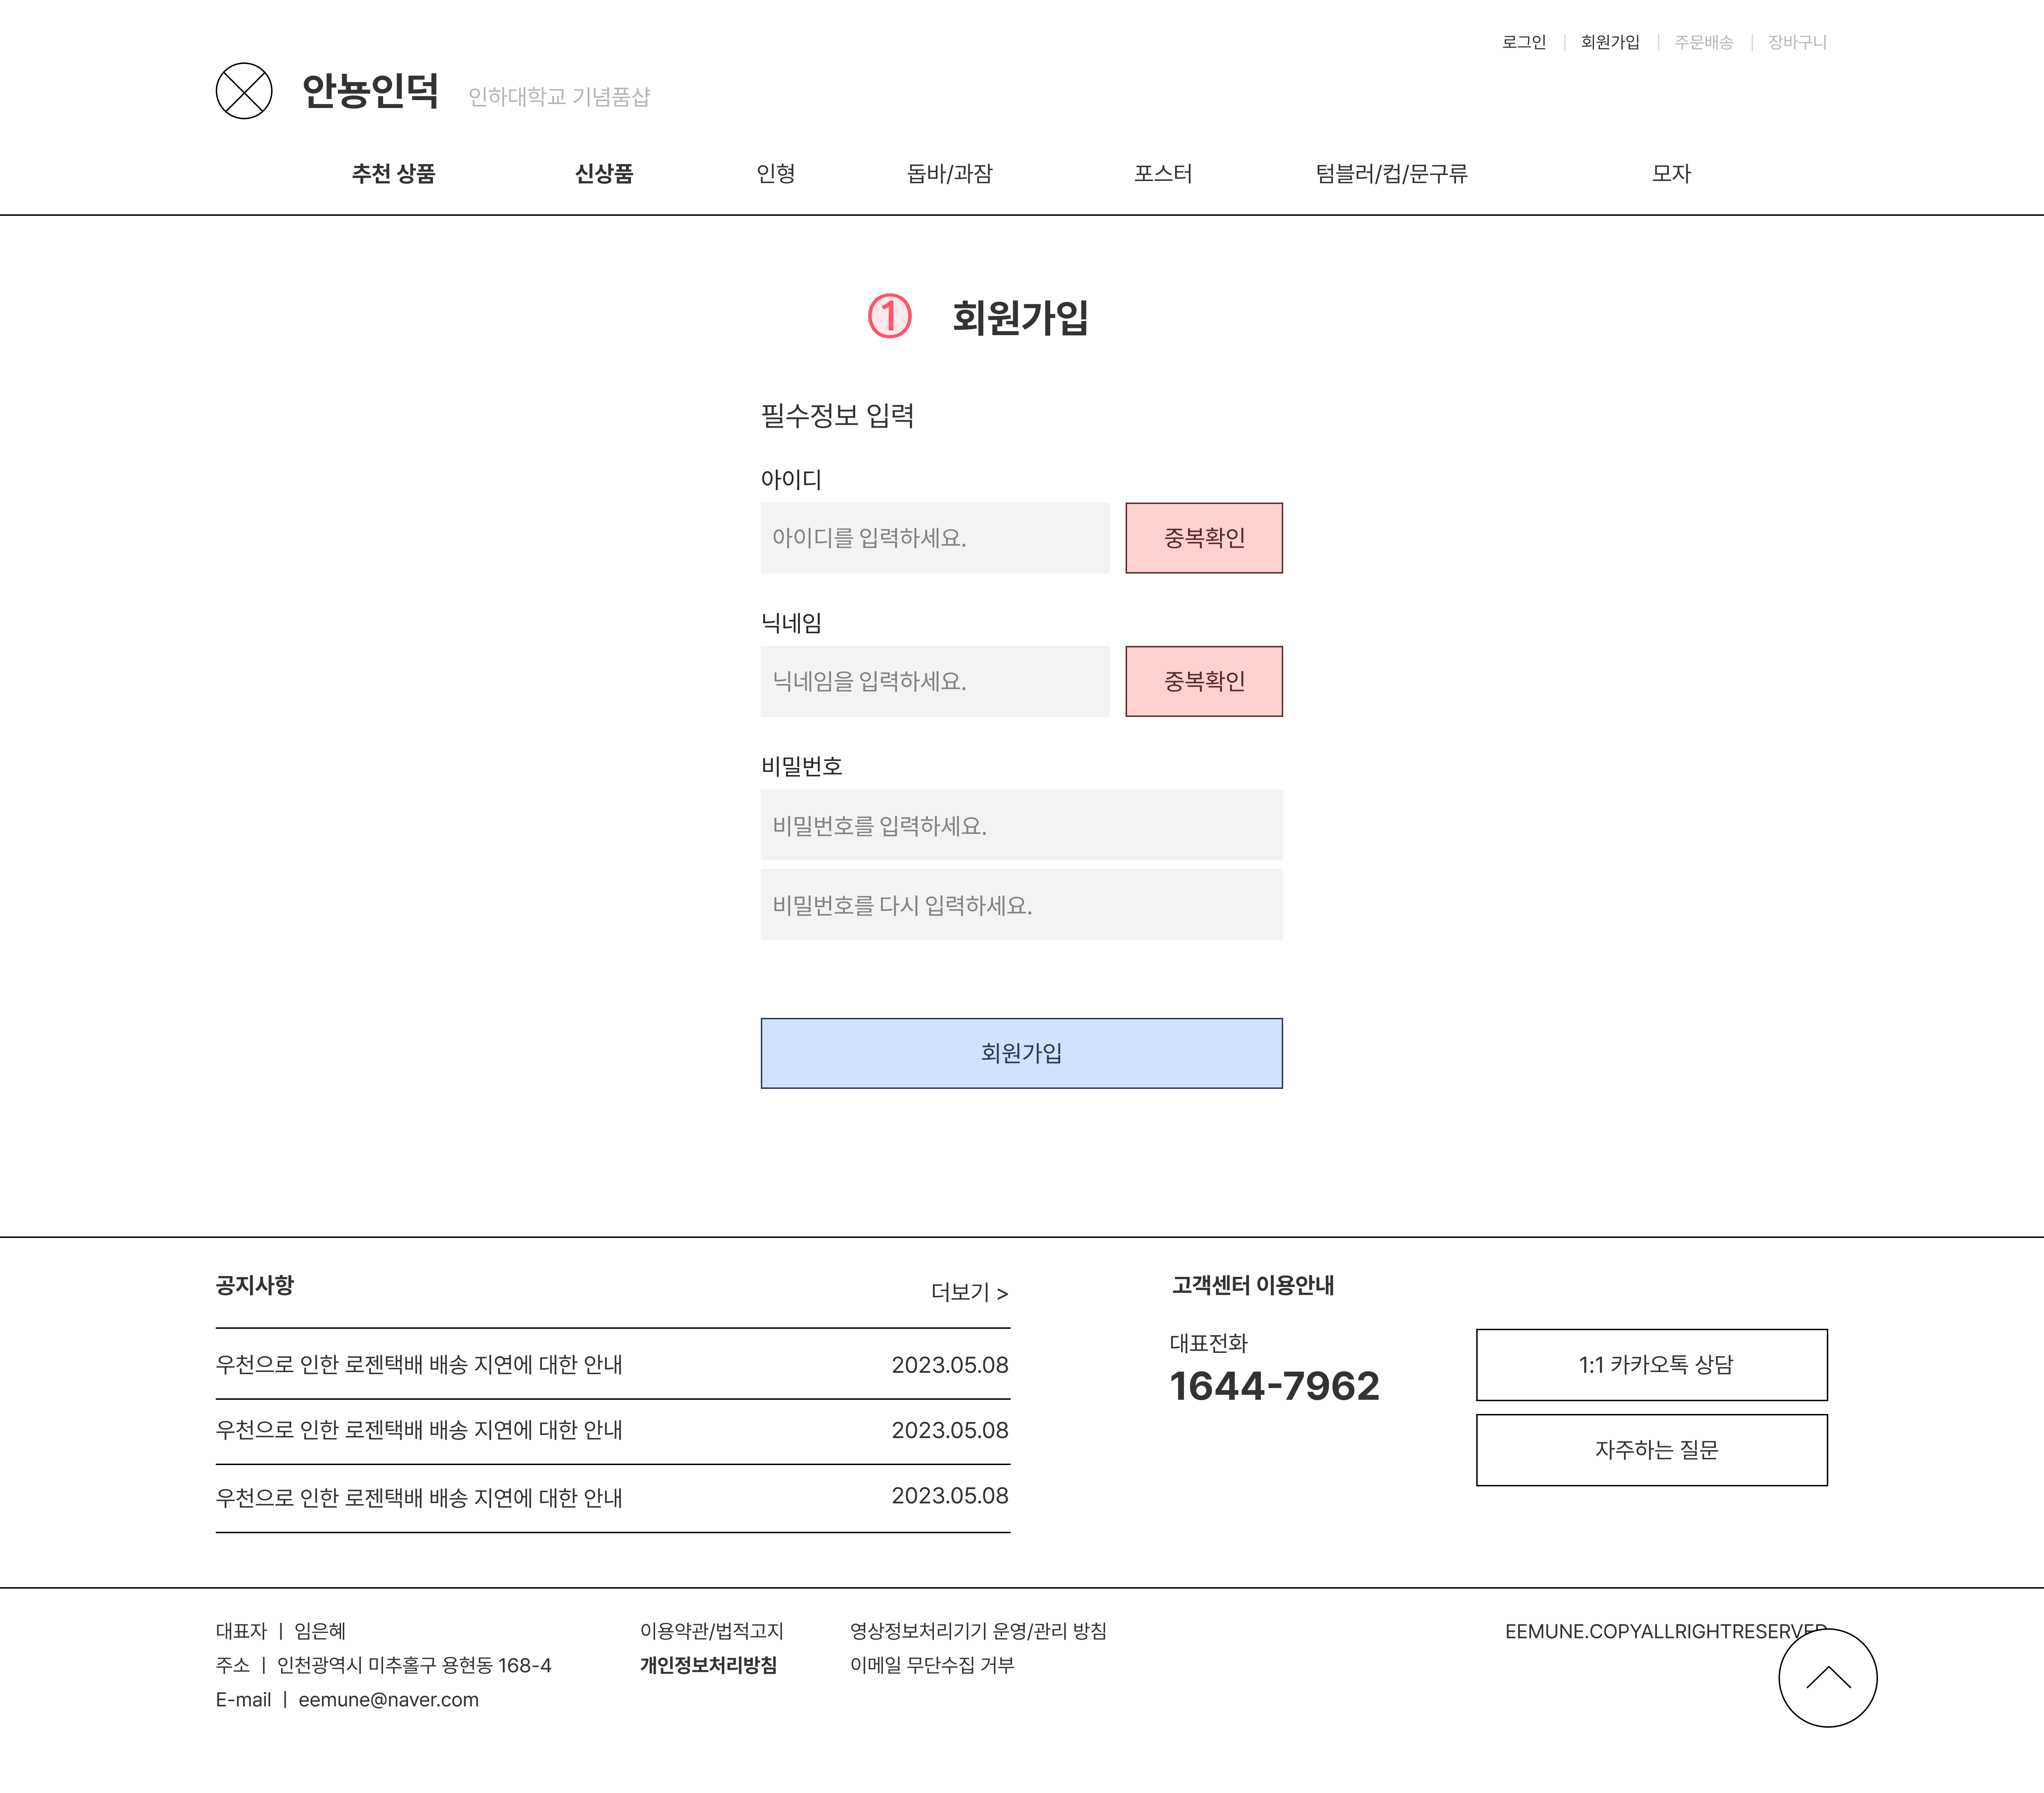 로그인 | 회원가입 | 주문배송 | 장바구니
안뇽인덕 인하대학교 기념품샵
추천 상품 신상품 인형 돕바/과잠 포스터 텀블러/컵/문구류 모자
① 회원가입
필수정보 입력
아이디
아이디를 입력하세요. 중복확인
닉네임
닉네임을 입력하세요. 중복확인
비밀번호
비밀번호를 입력하세요.
비밀번호를 다시 입력하세요.
회원가입
공지사항 더보기 >
우천으로 인한 로젠택배 배송 지연에 대한 안내 2023.05.08
우천으로 인한 로젠택배 배송 지연에 대한 안내 2023.05.08
우천으로 인한 로젠택배 배송 지연에 대한 안내 2023.05.08
고객센터 이용안내
대표전화
1644-7962
1:1 카카오톡 상담
자주하는 질문
대표자 | 임은혜
주소 | 인천광역시 미추홀구 용현동 168-4
E-mail | eemune@naver.com
이용약관/법적고지
개인정보처리방침
영상정보처리기기 운영/관리 방침
이메일 무단수집 거부
EEMUNE.COPYALLRIGHTRESERVED